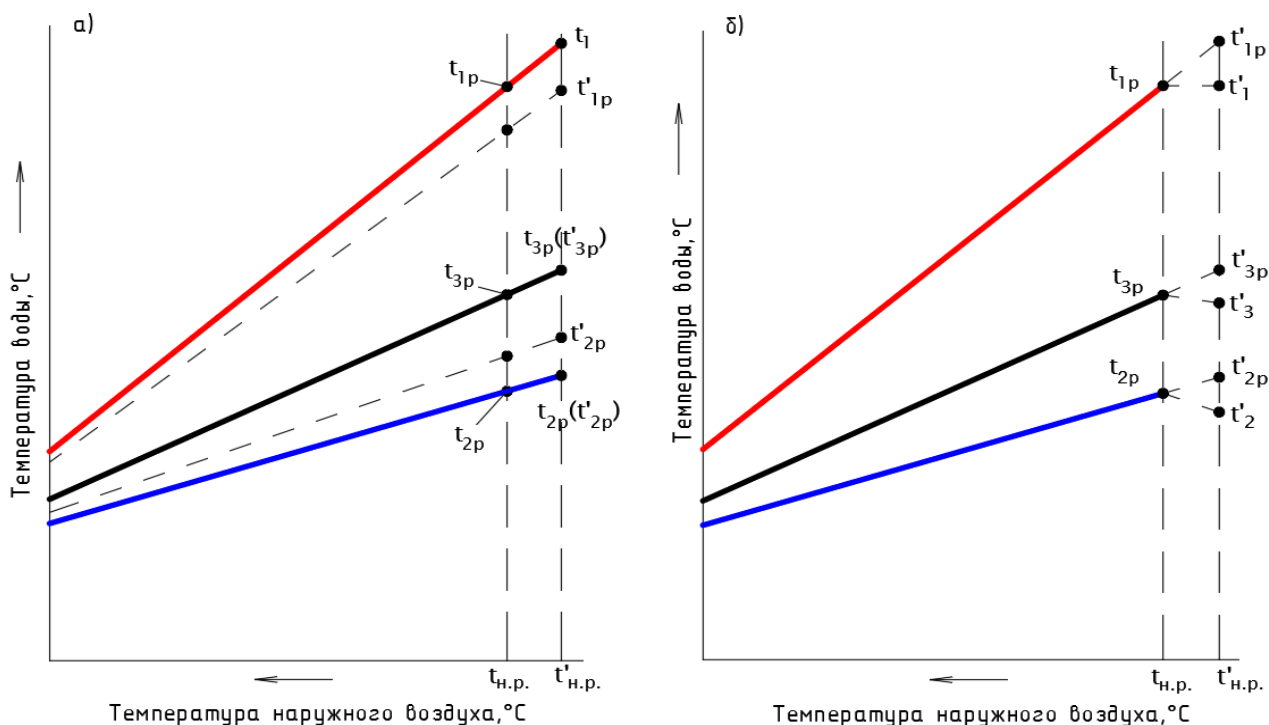 а)
t1
t1р
t'1р
t3р(t'3р)
t3р
t'2р
t2р(t'2р)
t2р
Температура воды,°С
tн.р.
t'н.р.
Температура наружного воздуха,°С
б)
t'1р
t1р
t'1
t'3р
t3р
t'3
t2р
t'2р
t'2
Температура воды,°С
tн.р.
t'н.р.
Температура наружного воздуха,°С